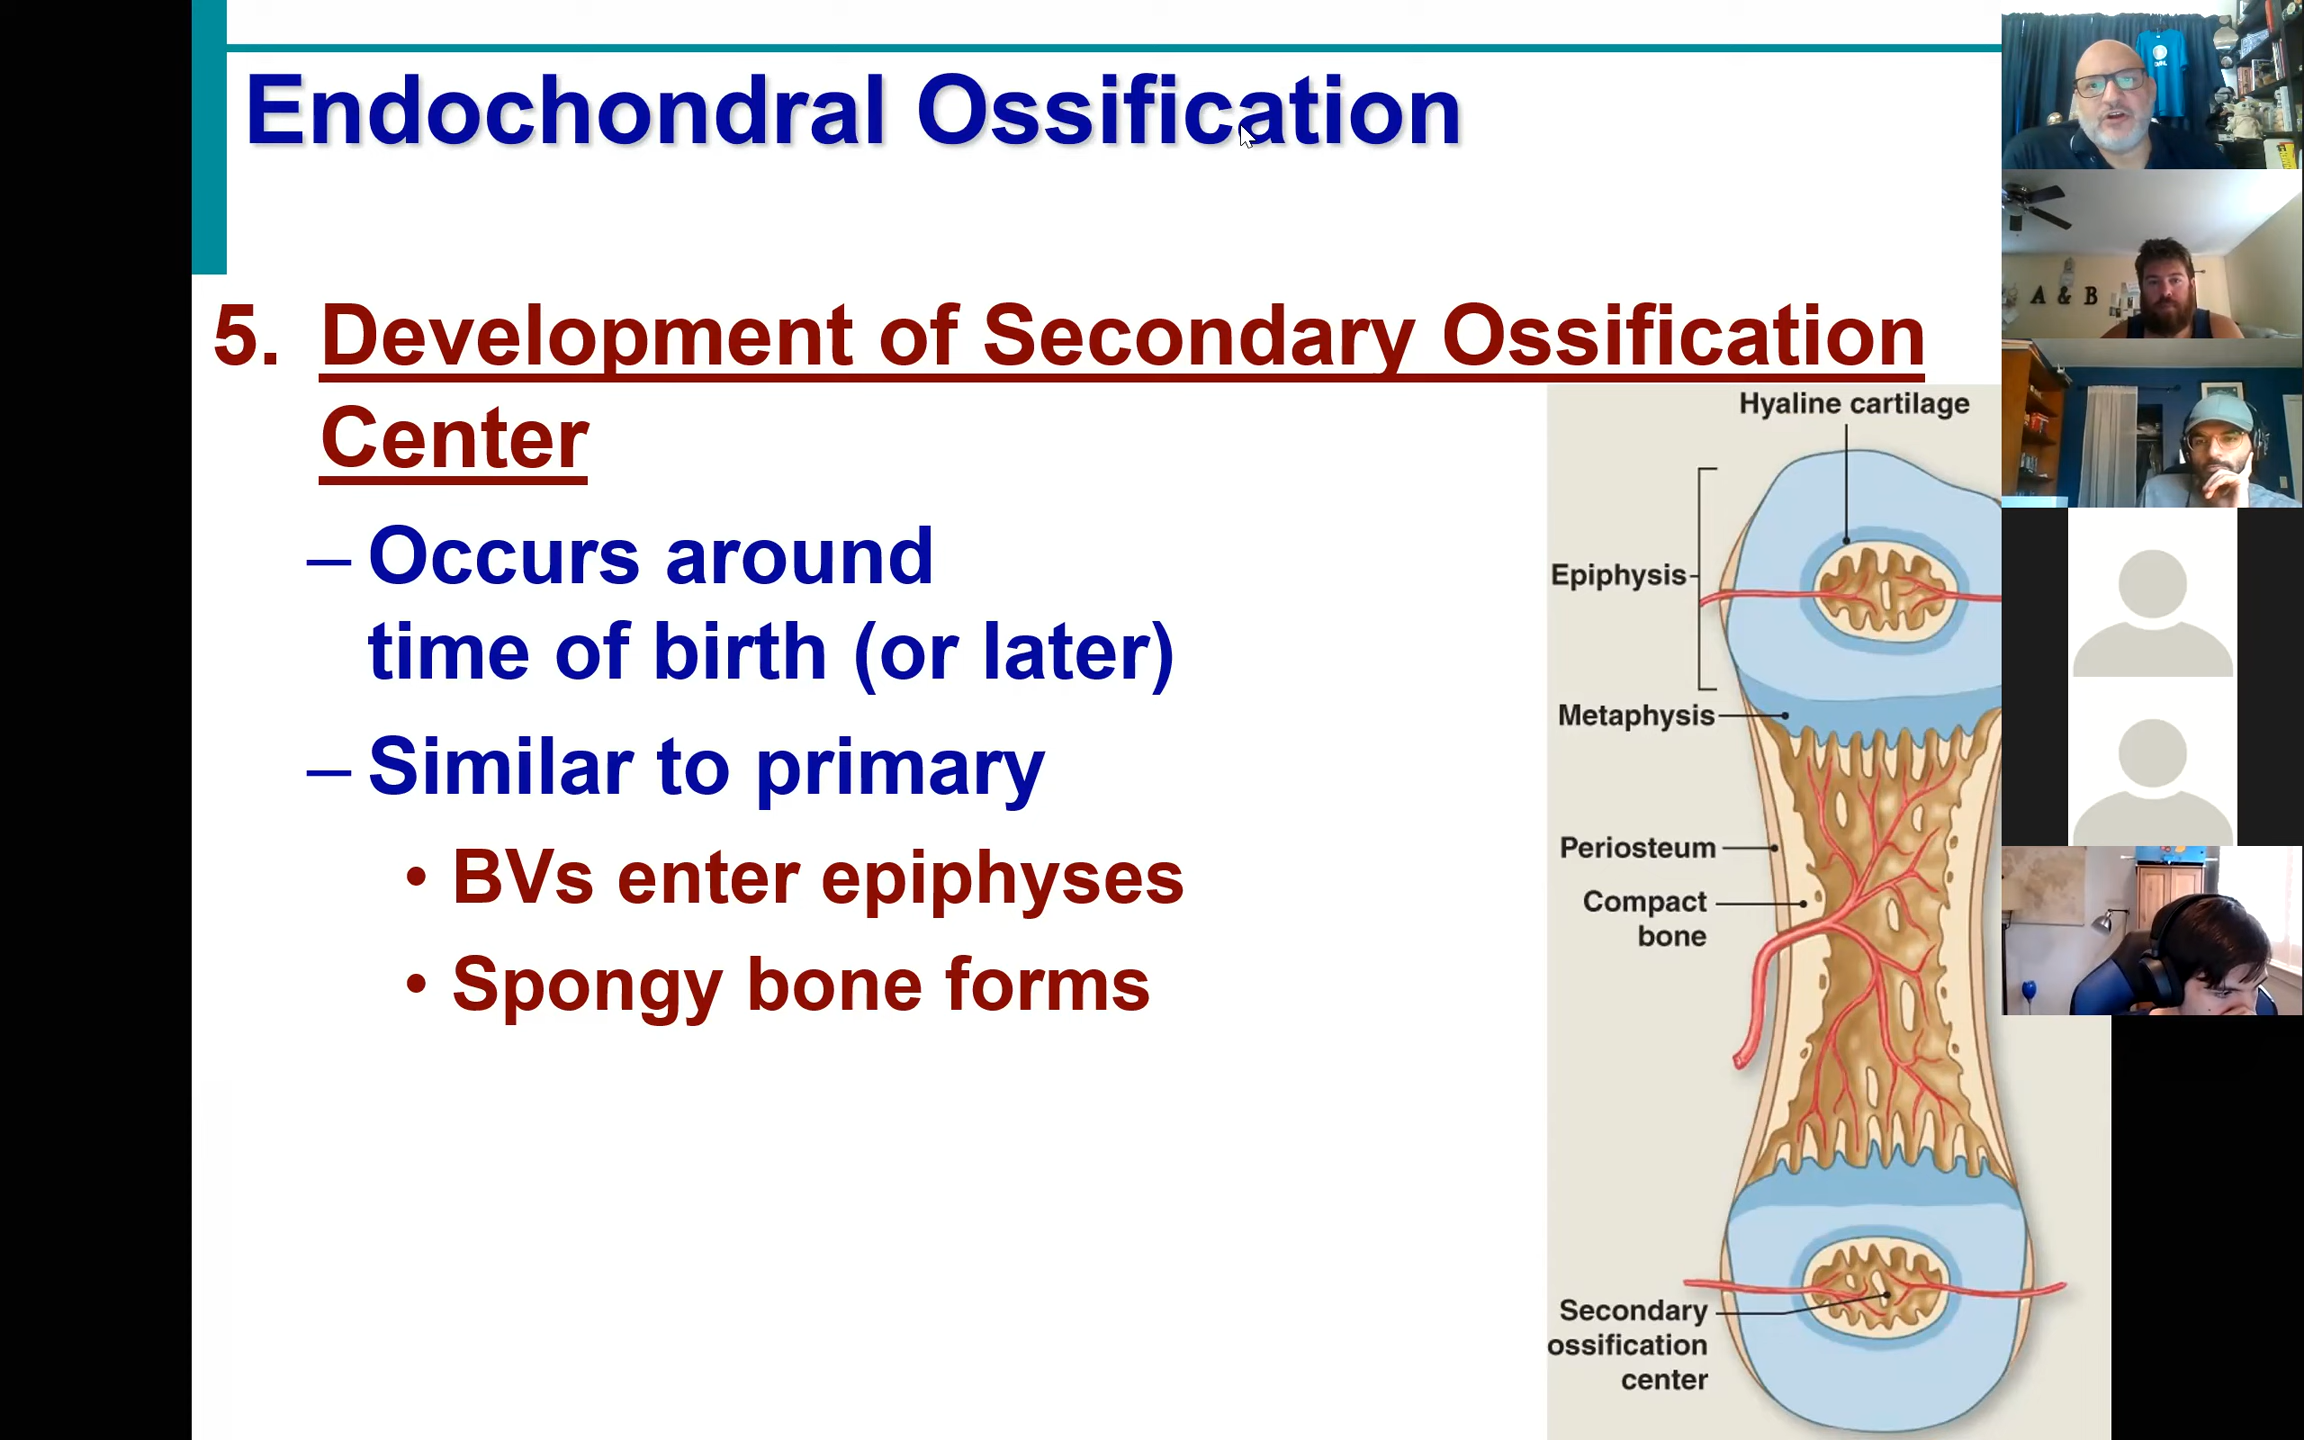 Endochondral Ossification
5. Development of Secondary Ossification
Center
– Occurs around
time of birth (or later)
– Similar to primary
• BVs enter epiphyses
• Spongy bone forms
Hyaline cartilage
Epiphysis
Metaphysis
Periosteum
Compact
bone
Secondary
ossification
center
A & B